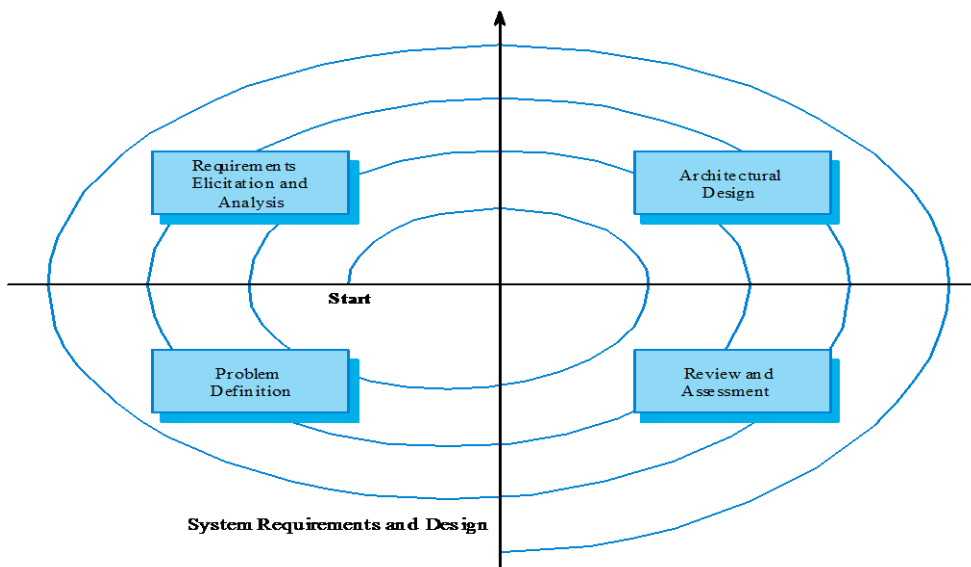 Requirements
Elicitation and
Analysis
Architectural
Design
Start
Problem
Definition
Review and
Assessment
System Requirements and Design